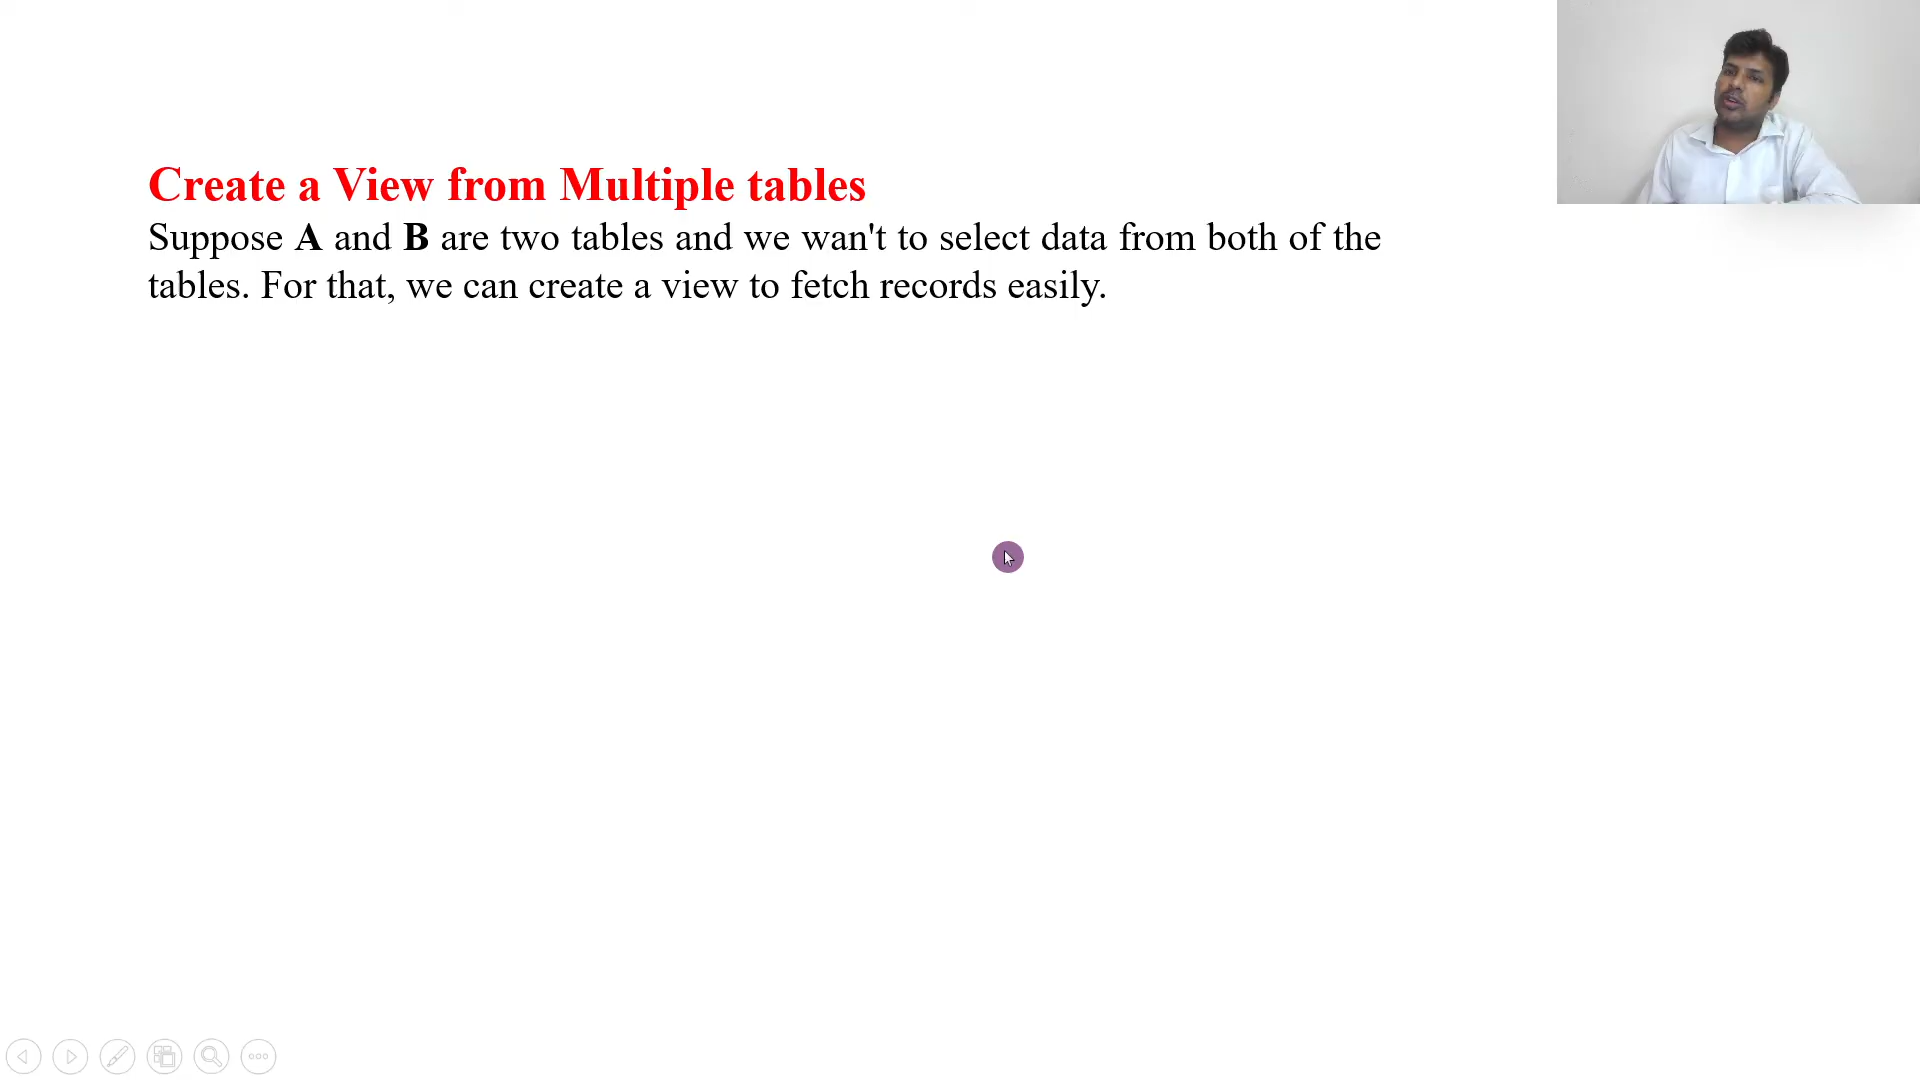 Create a View from Multiple tables
Suppose A and B are two tables and we wan't to select data from both of the
tables. For that, we can create a view to fetch records easily.